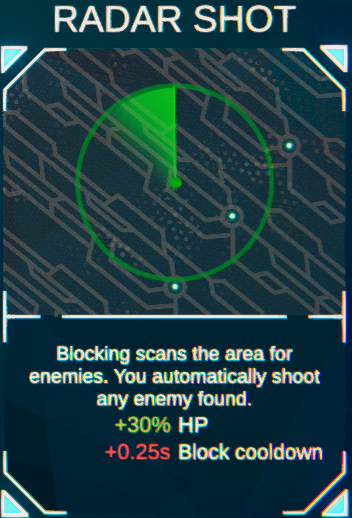 RADAR SHOT
Blocking scans the area for
enemies. You automatically shoot
any enemy found.
+30% HP
+0.25s Block cooldown